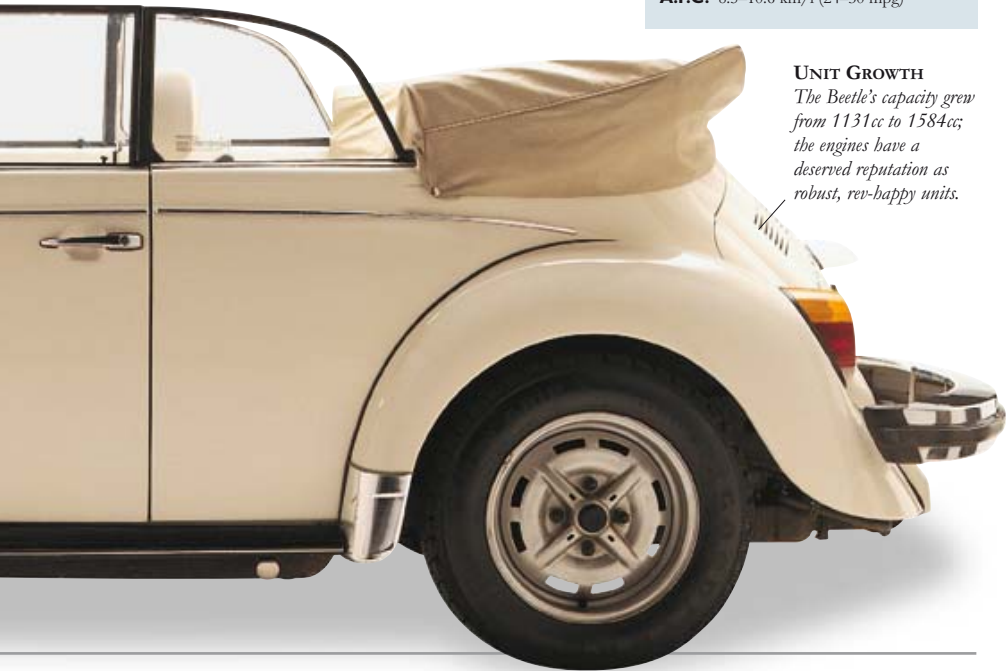 A.F.C.
UNIT GROWTH
The Beetle's capacity grew
from 1131cc to 1584cc;
the engines have a
deserved reputation as
robust, rev-happy units.